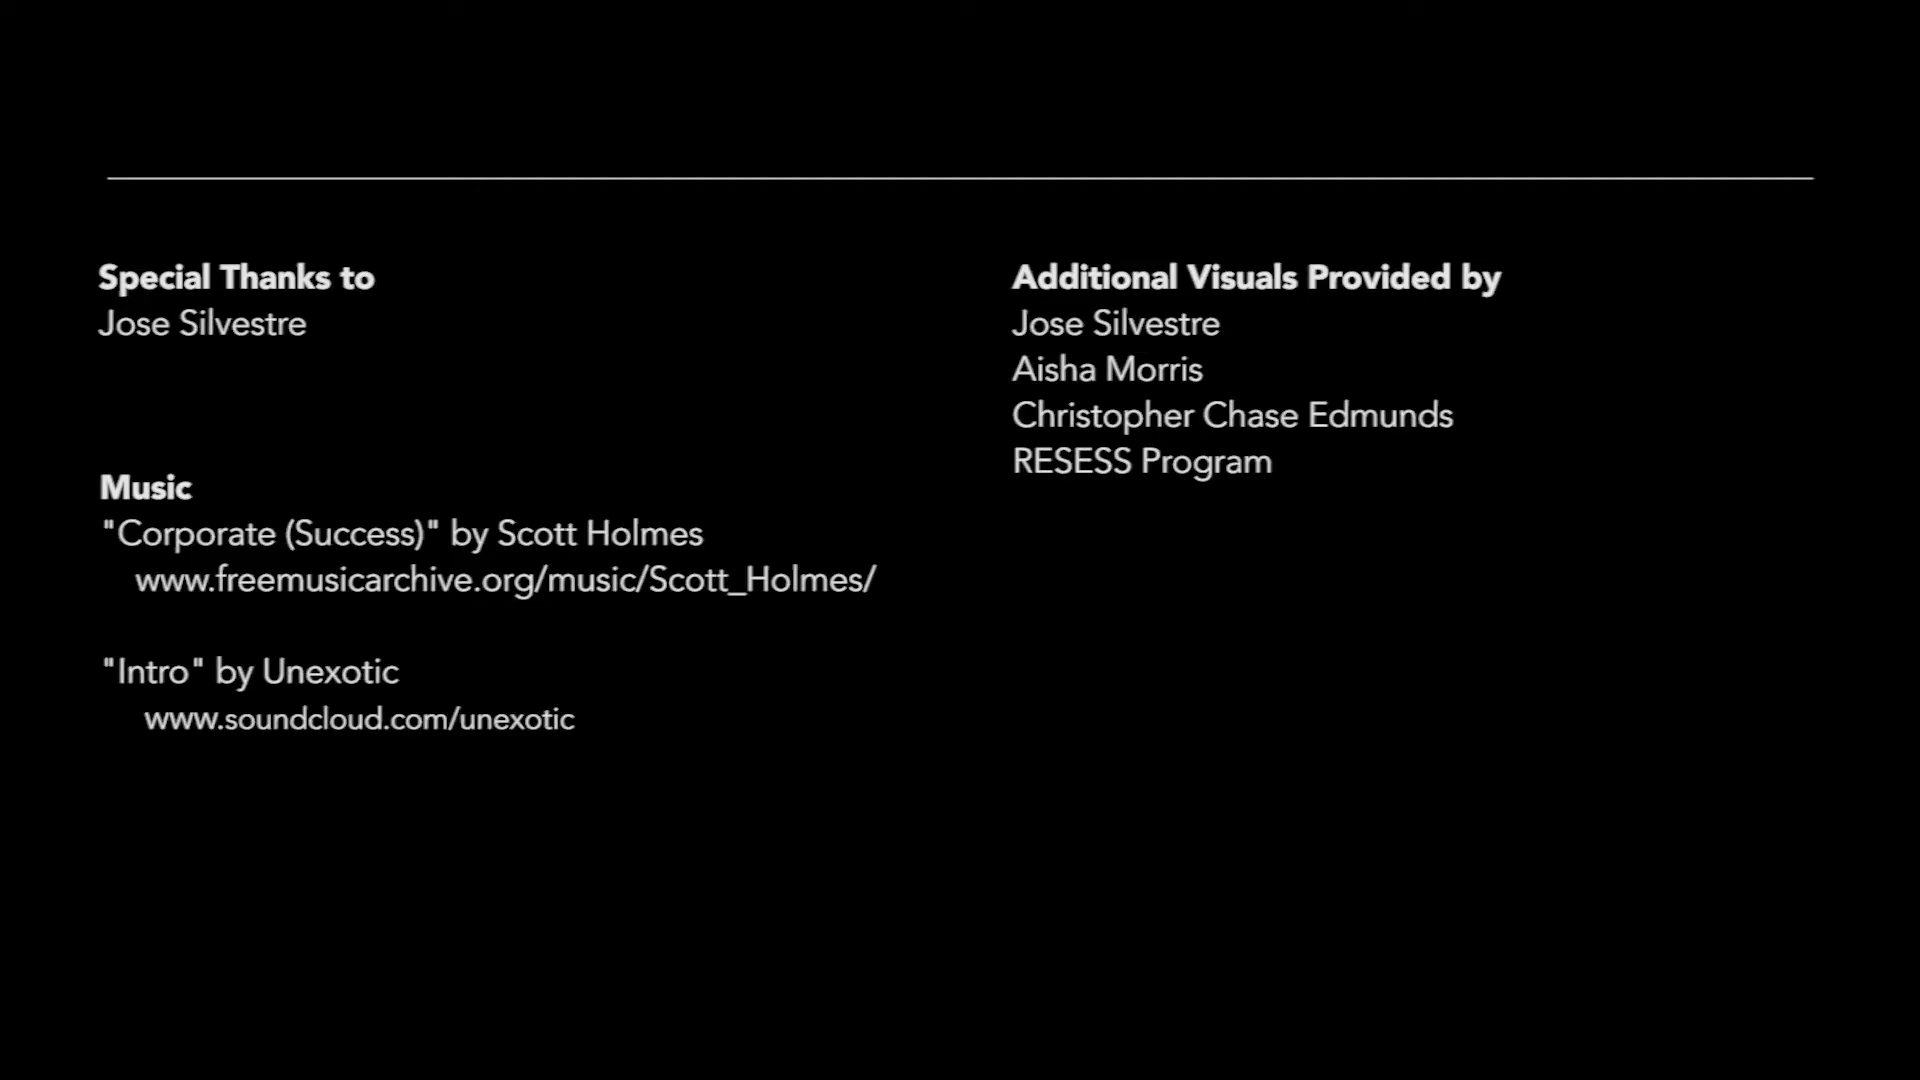 Special Thanks to
Jose Silvestre
Music
"Corporate (Success)" by Scott Holmes
www.freemusicarchive.org/music/Scott_Holmes/
"Intro" by Unexotic
www.soundcloud.com/unexotic
Additional Visuals Provided by
Jose Silvestre
Aisha Morris
Christopher Chase Edmunds
RESESS Program